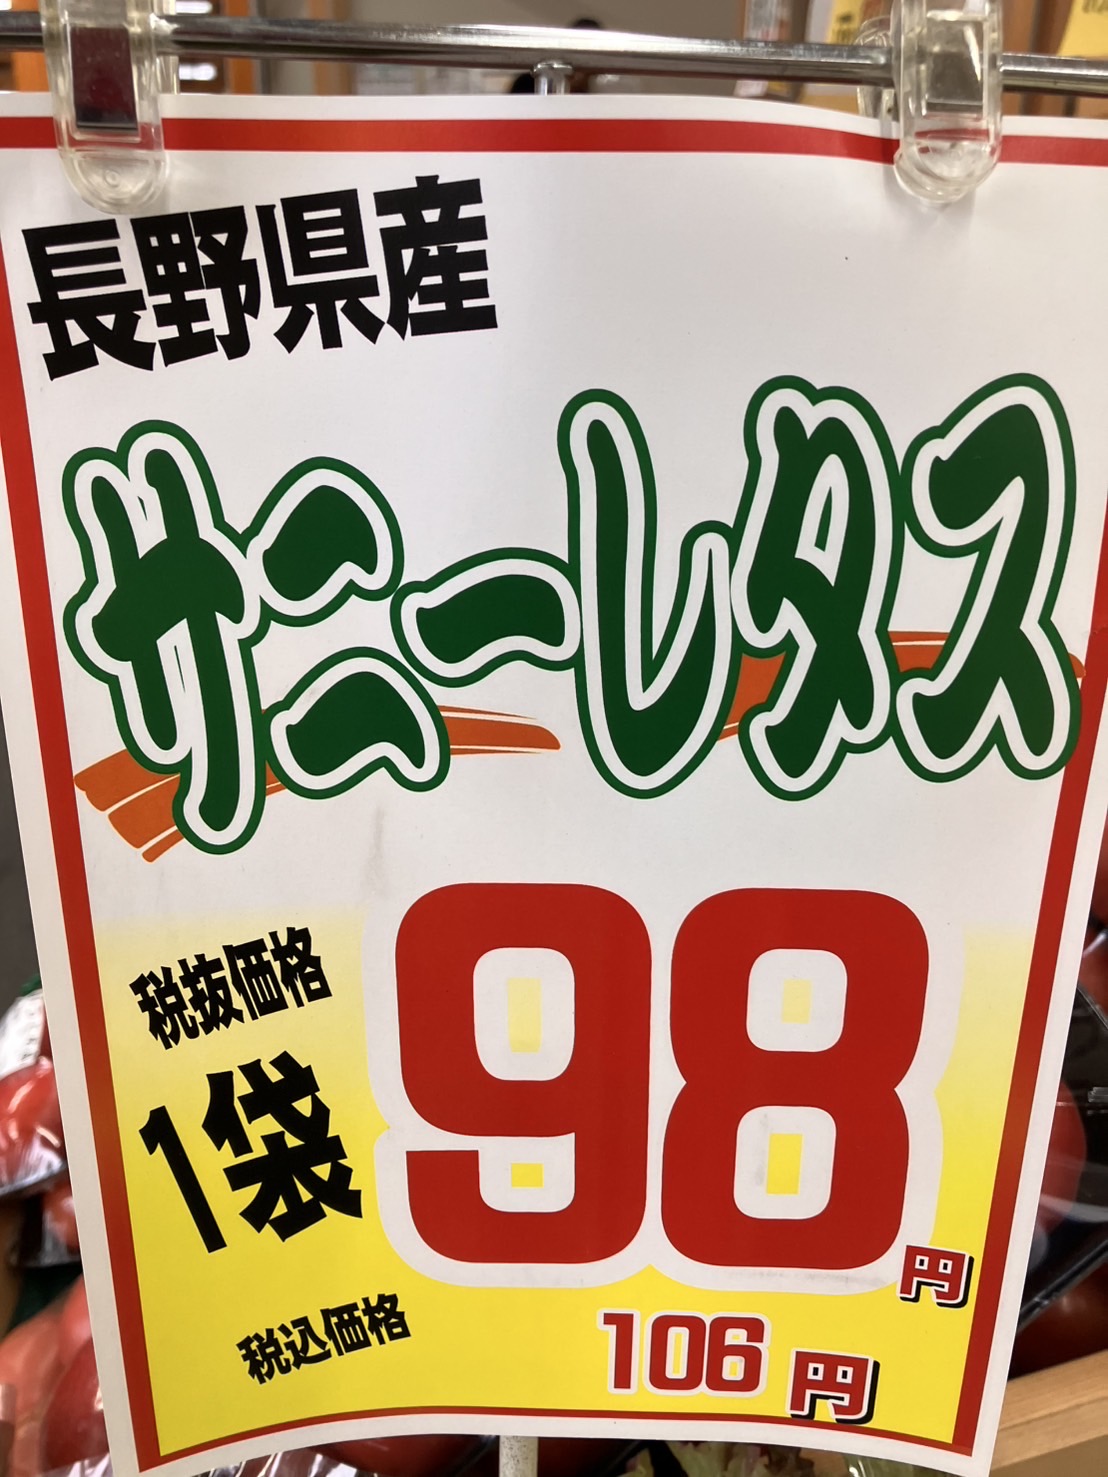 長野県産
サニーレタス
税抜価格
1袋
98円
税込価格
106円